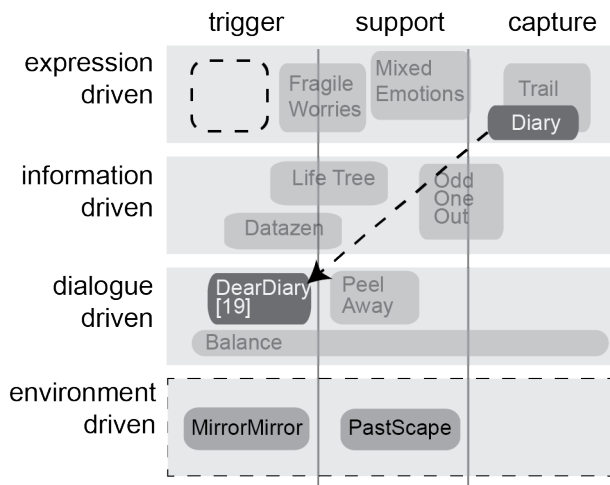 trigger
support
capture
expression
driven
Fragile
Worries
Mixed
Emotions
Trail
Diary
information
driven
Life Tree
Datazen
Odd
One
Out
dialogue
driven
DearDiary
[19]
Peel
Away
Balance
environment
driven
MirrorMirror
PastScape